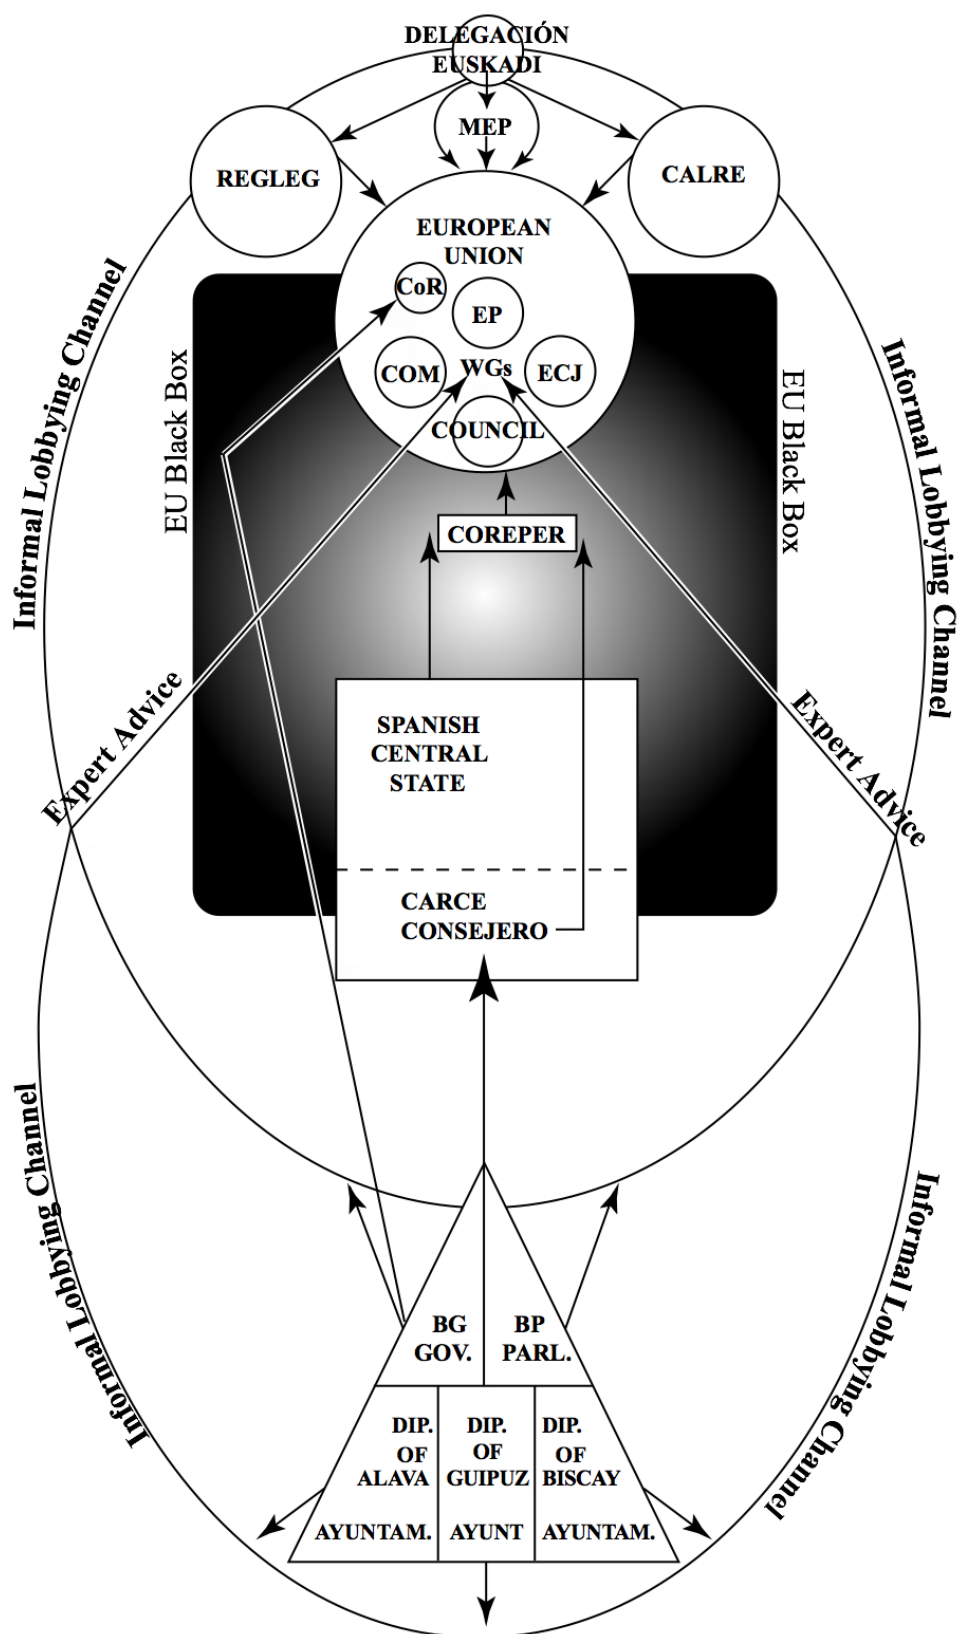 DELEGACIÓN
EUSKADI
MEP
REGLEG
CALRE
EUROPEAN
UNION
CoR
EP
COM
WGs
ECJ
COUNCIL
Informal Lobbying Channel
EU Black Box
EU Black Box
Informal Lobbying Channel
COREPER
Expert Advice
Expert Advice
SPANISH
CENTRAL
STATE
CARCE
CONSEJERO
Informal Lobbying Channel
Informal Lobbying Channel
BG
GOV.
BP
PARL.
DIP.
OF
ALAVA
AYUNTAM.
DIP.
OF
GUIPUZ
AYUNT
DIP.
OF
BISCAY
AYUNTAM.